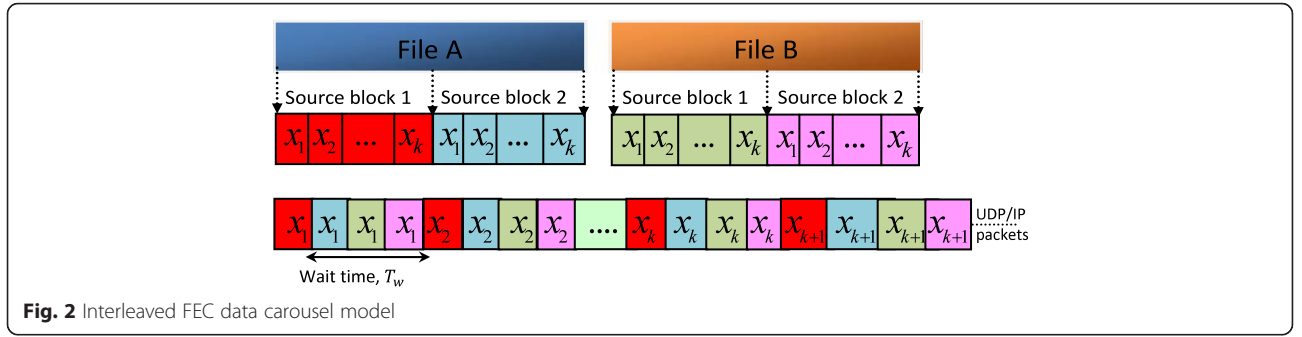 File A File B
Source block 1 Source block 2 Source block 1 Source block 2
x1 x2 ... xk x1 x2 ... xk x1 x2 ... xk x1 x2 ... xk
x1 x1 x1 x1 x2 x2 x2 x2 .... xk xk xk xk xk+1 xk+1 xk+1 xk+1 UDP/IP
packets
Wait time, Tw
Fig. 2 Interleaved FEC data carousel model